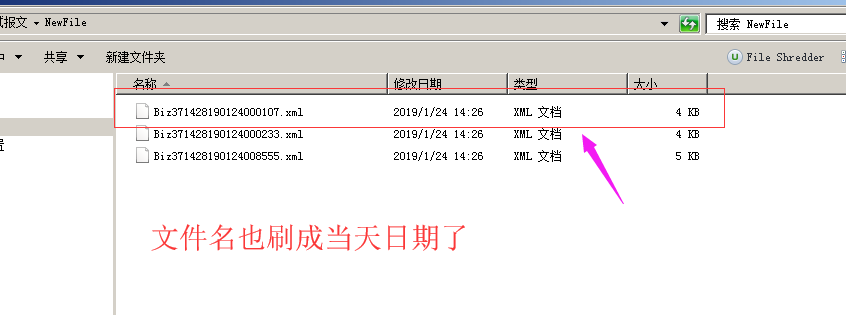 试报文 NewFile
搜索 NewFile
共享 新建文件夹
File Shredder
名称 修改日期 类型 大小
Biz371428190124000107.xml 2019/1/24 14:26 XML 文档 4 KB
Biz371428190124000233.xml 2019/1/24 14:26 XML 文档 4 KB
Biz371428190124008555.xml 2019/1/24 14:26 XML 文档 5 KB
文件名也刷成当天日期了